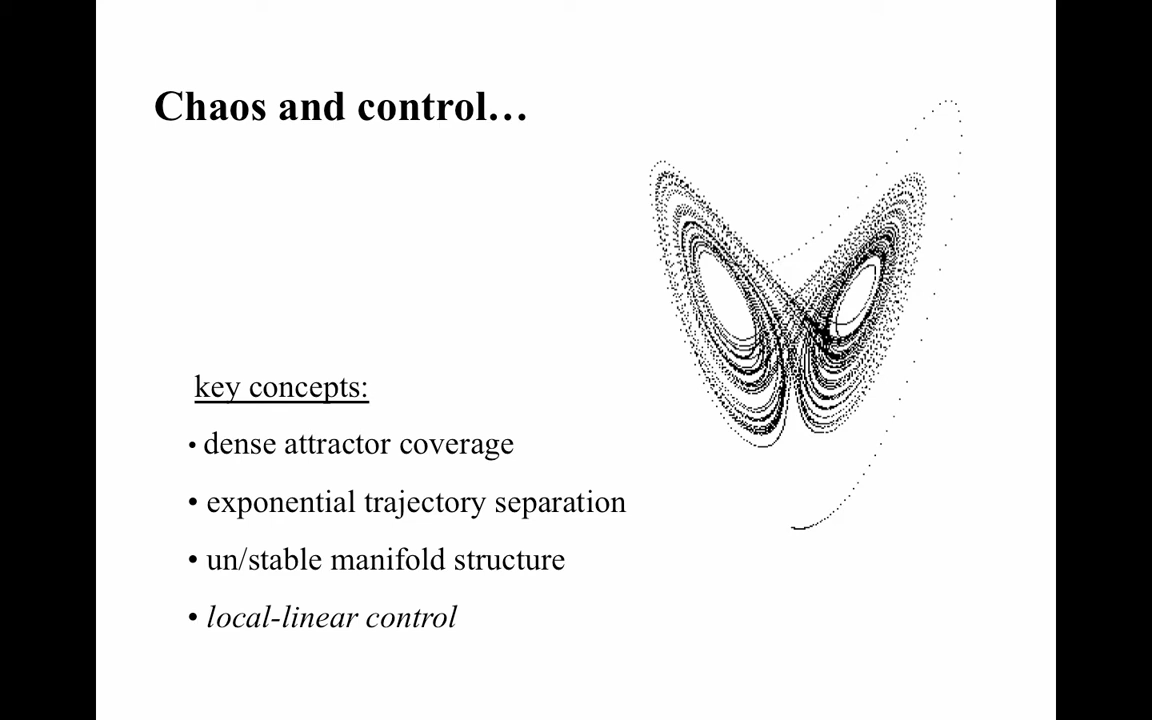 Chaos and control…
key concepts:
• dense attractor coverage
• exponential trajectory separation
• un/stable manifold structure
• local-linear control